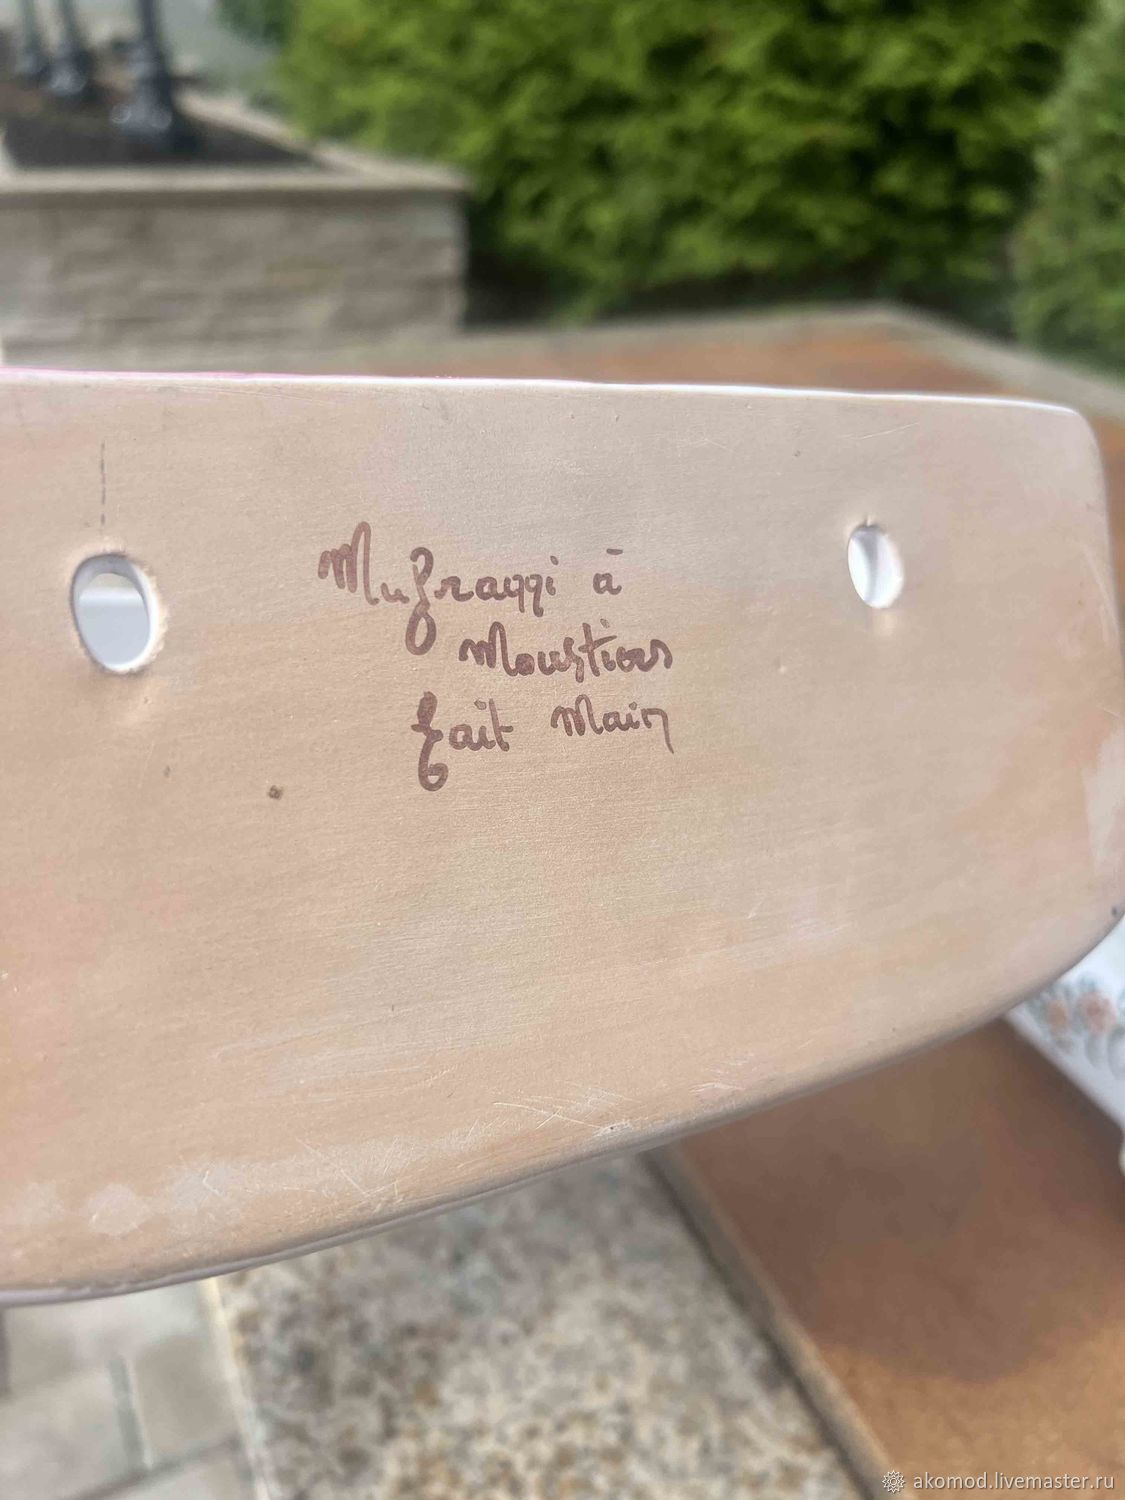 Mufraggi à
Moustiers
fait Main
akomod.livemaster.ru